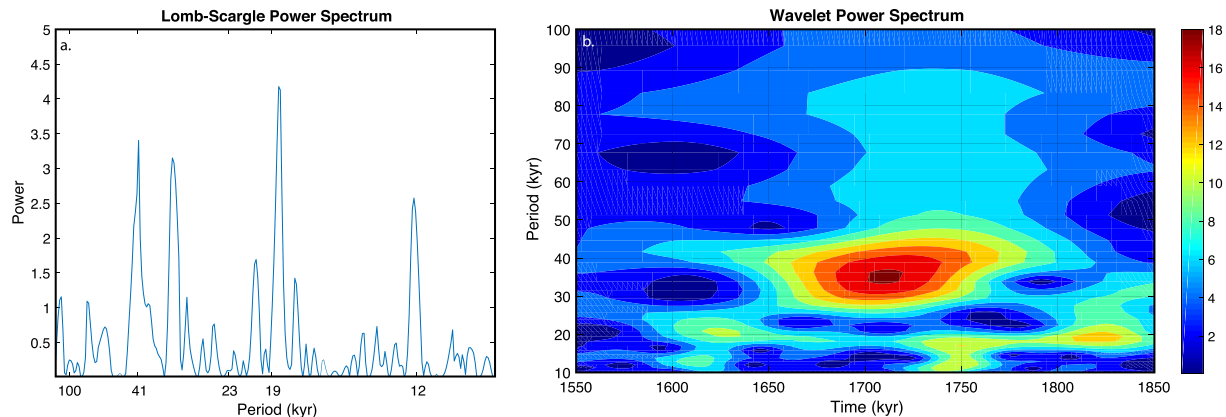 Lomb-Scargle Power Spectrum
a.
5
4.5
4
3.5
3
2.5
2
1.5
1
0.5
Power
100 41 23 19 12
Period (kyr)
Wavelet Power Spectrum
b.
100
90
80
70
60
50
40
30
20
10
Period (kyr)
1550 1600 1650 1700 1750 1800 1850
Time (kyr)
18
16
14
12
10
8
6
4
2